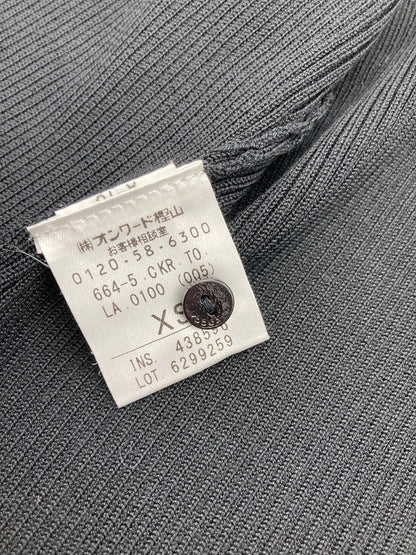 (株)オンワード樫山
お客様相談室
0120-58-6300
664-5. CKR. TO.
LA. 0100 (005)
XS
INS.
LOT. 6299259